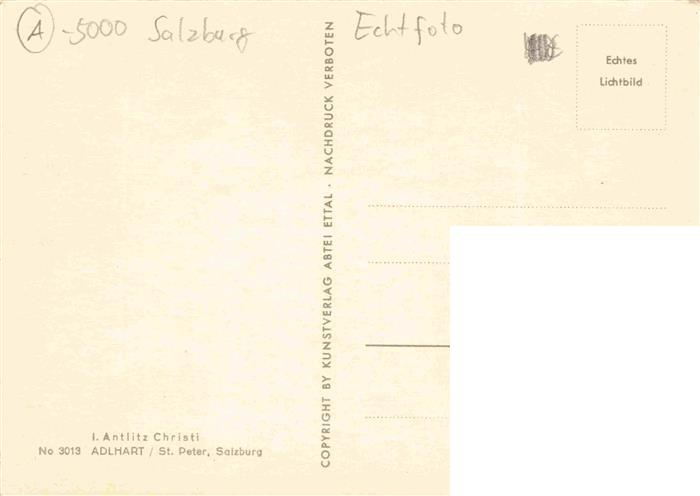 A -5000 Salzburg
Echtfoto
Echtes
Lichtbild
COPYRIGHT BY KUNSTVERLAG ABTEI ETTAL · NACHDRUCK VERBOTEN
I. Antlitz Christi
No 3013 ADLHART / St. Peter, Salzburg